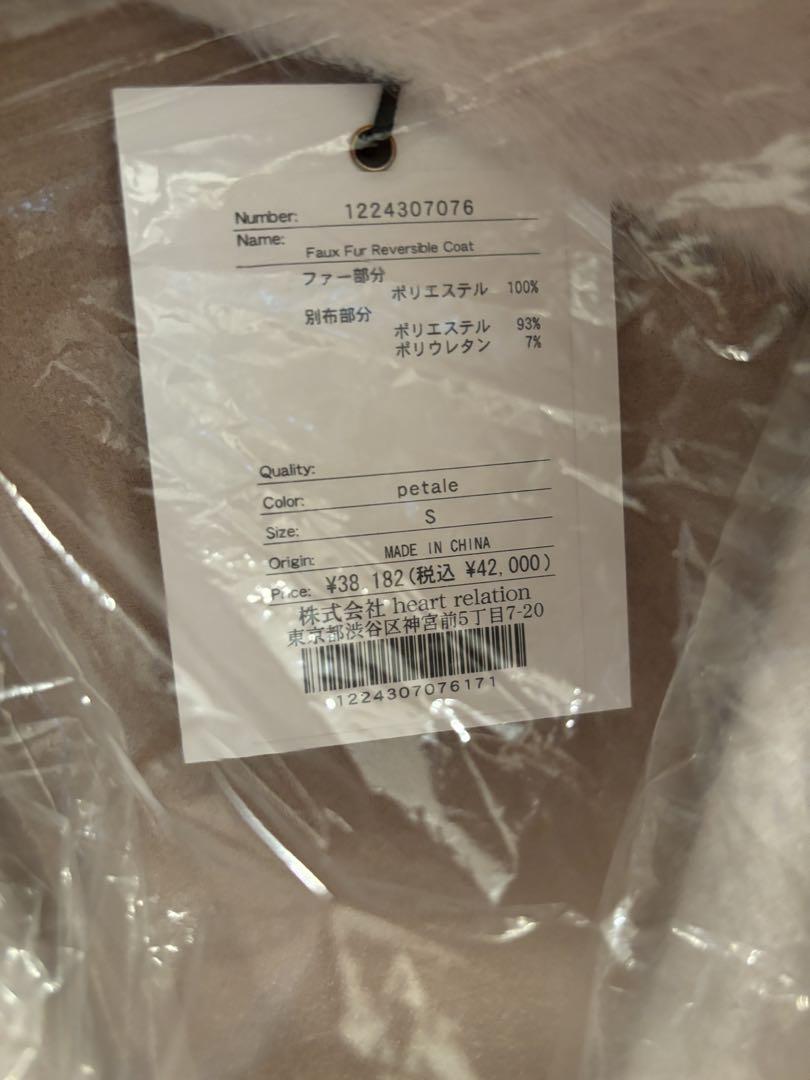 Number: 1224307076
Name: Faux Fur Reversible Coat
ファー部分
ポリエステル 100%
別布部分
ポリエステル 93%
ポリウレタン 7%
Quality:
Color: petale
Size: S
Origin: MADE IN CHINA
Price: ¥38,182(税込 ¥42,000)
株式会社 heart relation
東京都渋谷区神宮前5丁目7-20
1224307076171